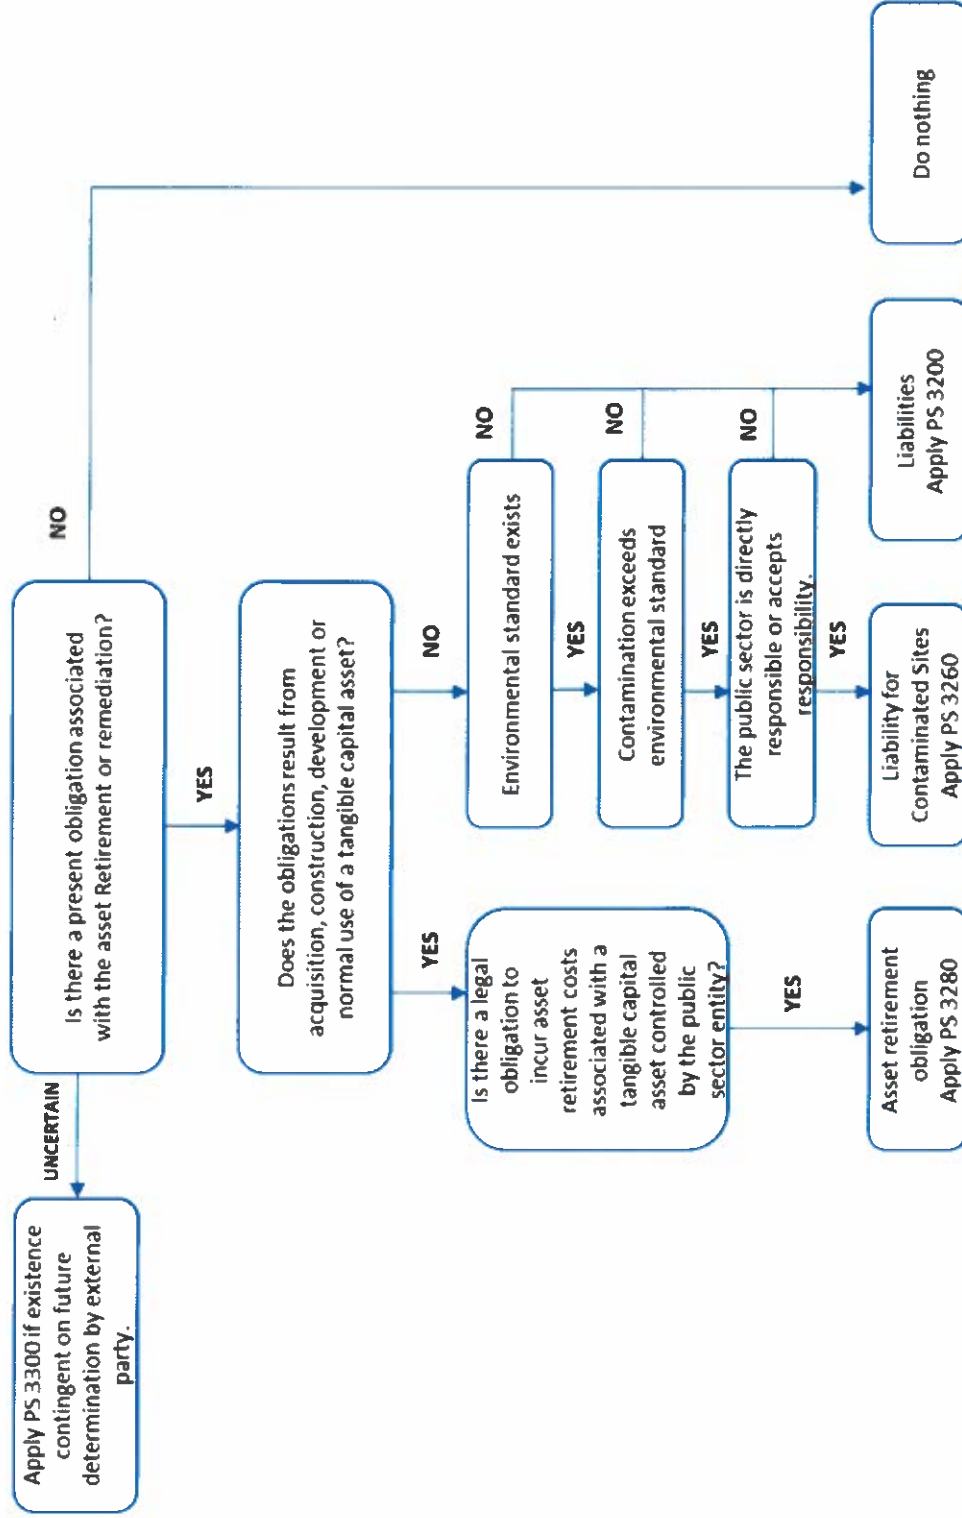 Is there a present obligation associated
with the asset Retirement or remediation?
UNCERTAIN
NO
Apply PS 3300 if existence
contingent on future
determination by external
party.
YES
Does the obligations result from
acquisition, construction, development or
normal use of a tangible capital asset?
YES
NO
Is there a legal
obligation to
incur asset
retirement costs
associated with a
tangible capital
asset controlled
by the public
sector entity?
Environmental standard exists
NO
YES
Contamination exceeds
environmental standard
NO
YES
The public sector is directly
responsible or accepts
responsibility.
NO
YES
YES
Asset retirement
obligation
Apply PS 3280
Liability for
Contaminated Sites
Apply PS 3260
Liabilities
Apply PS 3200
Do nothing